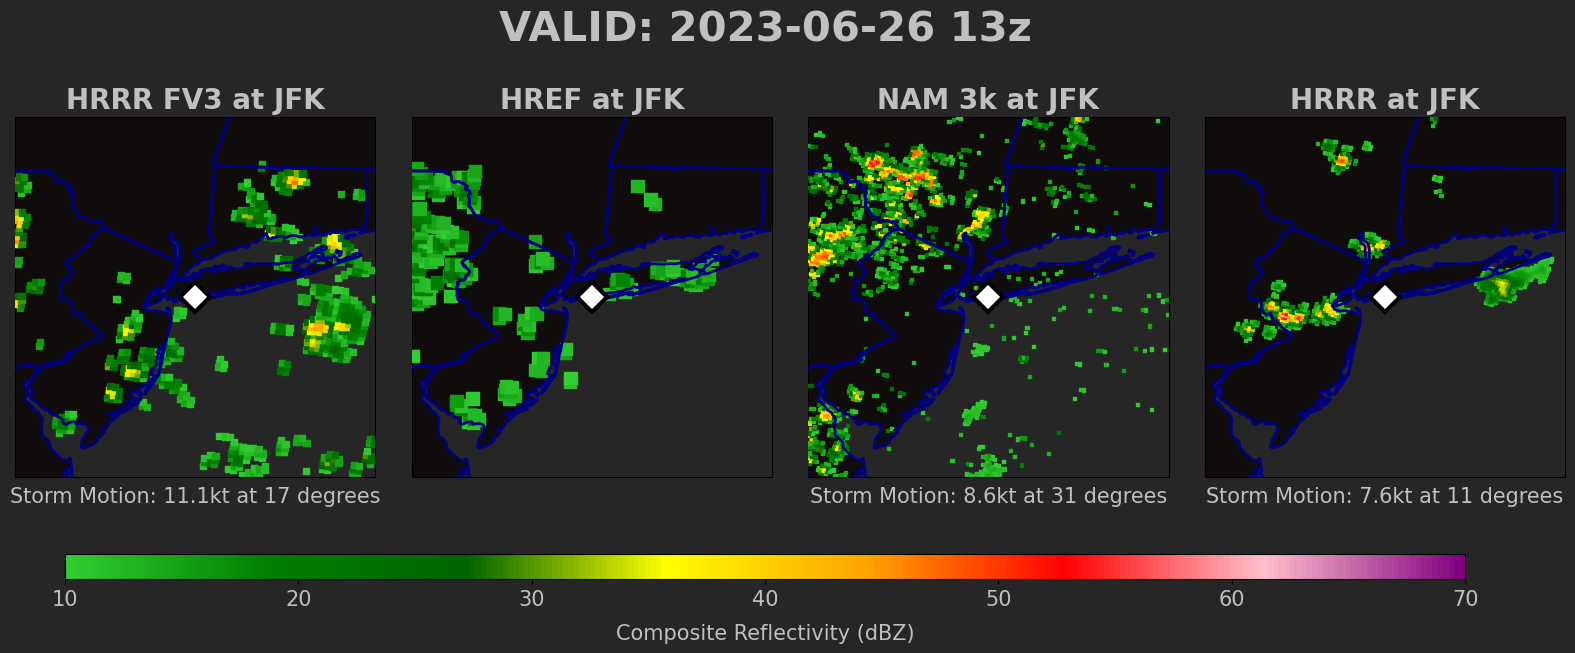 VALID: 2023-06-26 13z
HRRR FV3 at JFK
HREF at JFK
NAM 3k at JFK
HRRR at JFK
Storm Motion: 11.1kt at 17 degrees
Storm Motion: 8.6kt at 31 degrees
Storm Motion: 7.6kt at 11 degrees
10 20 30 40 50 60 70
Composite Reflectivity (dBZ)